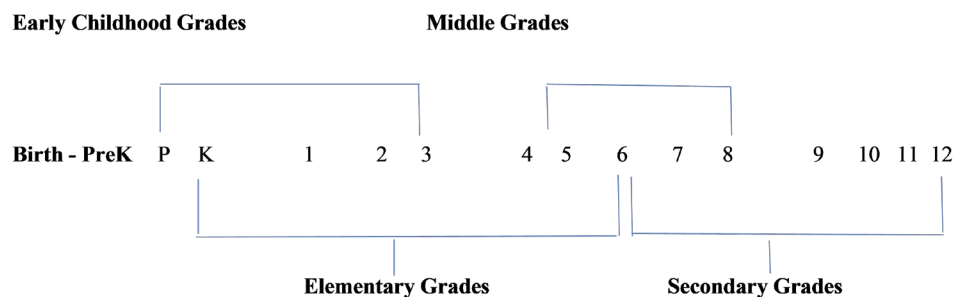 Early Childhood Grades Middle Grades
Birth - PreK P K 1 2 3 4 5 6 7 8 9 10 11 12
Elementary Grades Secondary Grades